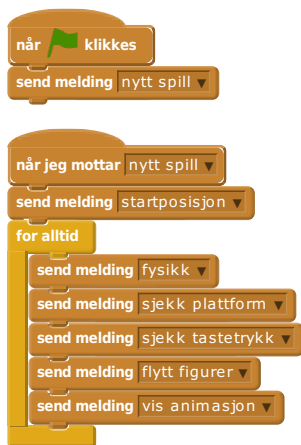 når klikkes
send melding nytt spill
når jeg mottar nytt spill
send melding startposisjon
for alltid
send melding fysikk
send melding sjekk plattform
send melding sjekk tastetrykk
send melding flytt figurer
send melding vis animasjon